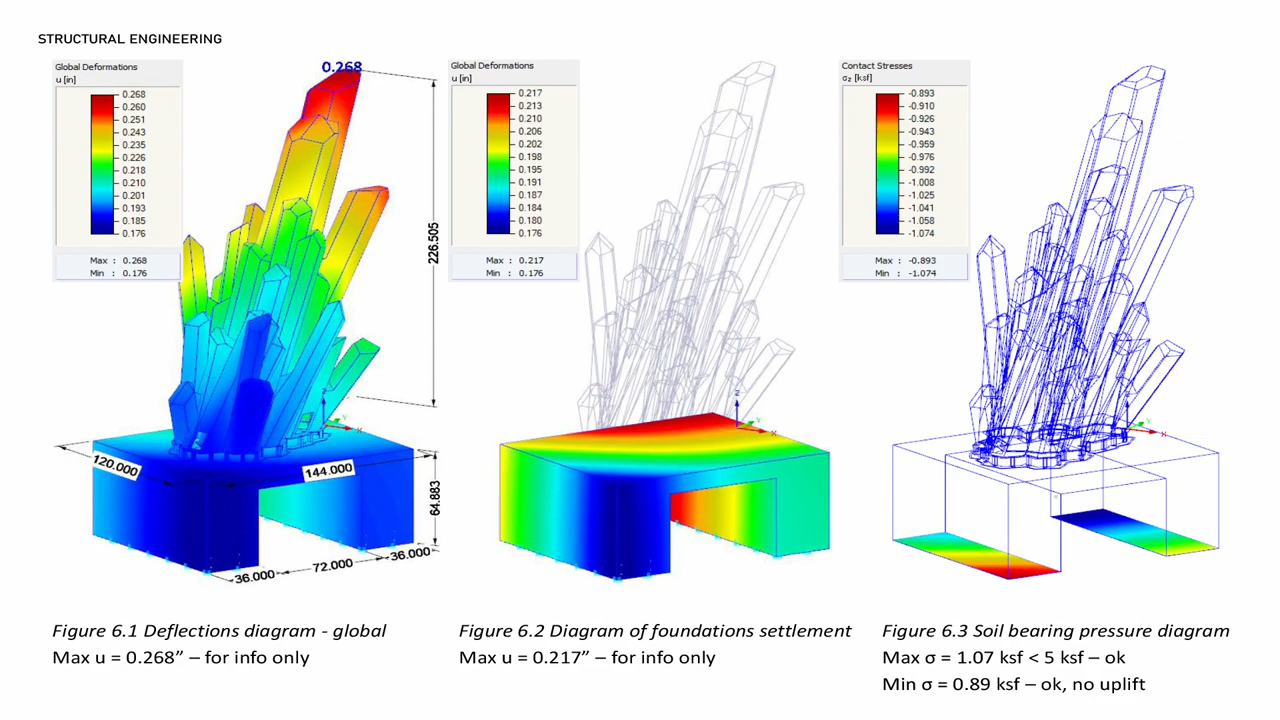 STRUCTURAL ENGINEERING
Global Deformations
u [in]
0.268
0.260
0.251
0.243
0.235
0.226
0.218
0.210
0.201
0.193
0.185
0.176
Max : 0.268
Min : 0.176
0.268
226.505
120.000
144.000
64.883
36.000
72.000
36.000
Z
Y
X
Figure 6.1 Deflections diagram - global
Max u = 0.268” – for info only
Global Deformations
u [in]
0.217
0.213
0.210
0.206
0.202
0.198
0.195
0.191
0.187
0.184
0.180
0.176
Max : 0.217
Min : 0.176
Z
Y
X
Figure 6.2 Diagram of foundations settlement
Max u = 0.217” – for info only
Contact Stresses
σz [ksf]
-0.893
-0.910
-0.926
-0.943
-0.959
-0.976
-0.992
-1.008
-1.025
-1.041
-1.058
-1.074
Max : -0.893
Min : -1.074
Y
X
Figure 6.3 Soil bearing pressure diagram
Max σ = 1.07 ksf < 5 ksf – ok
Min σ = 0.89 ksf – ok, no uplift